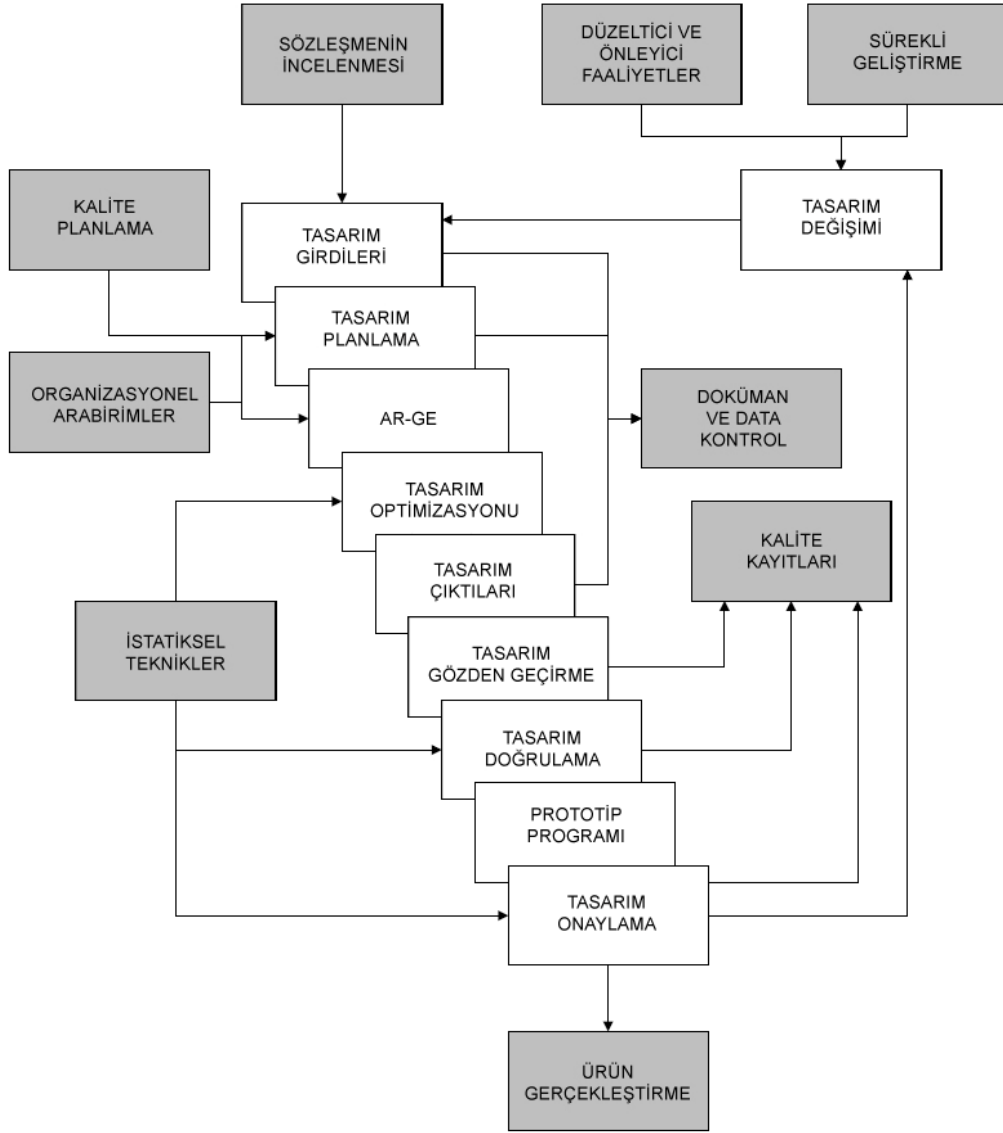 SÖZLEŞMENİN
İNCELENMESİ
DÜZELTİCİ VE
ÖNLEYİCİ
FAALİYETLER
SÜREKLİ
GELİŞTİRME
KALİTE
PLANLAMA
TASARIM
DEĞİŞİMİ
TASARIM
GİRDİLERİ
TASARIM
PLANLAMA
ORGANİZASYONEL
ARABİRİMLER
AR-GE
DOKÜMAN
VE DATA
KONTROL
TASARIM
OPTİMİZASYONU
KALİTE
KAYITLARI
TASARIM
ÇIKTILARI
İSTATİKSEL
TEKNİKLER
TASARIM
GÖZDEN GEÇİRME
TASARIM
DOĞRULAMA
PROTOTİP
PROGRAMI
TASARIM
ONAYLAMA
ÜRÜN
GERÇEKLEŞTİRME